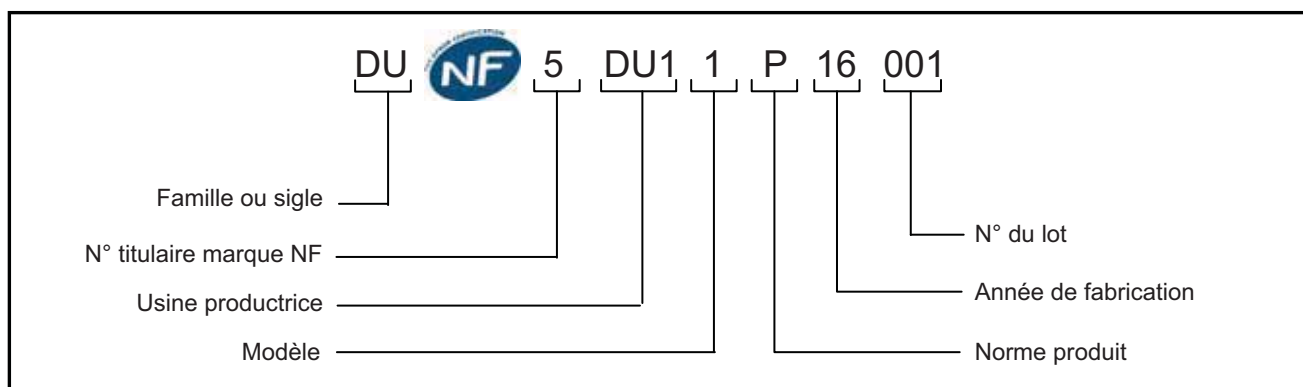 DU NF 5 DU1 1 P 16 001
Famille ou sigle
N° titulaire marque NF
Usine productrice
Modèle
N° du lot
Année de fabrication
Norme produit